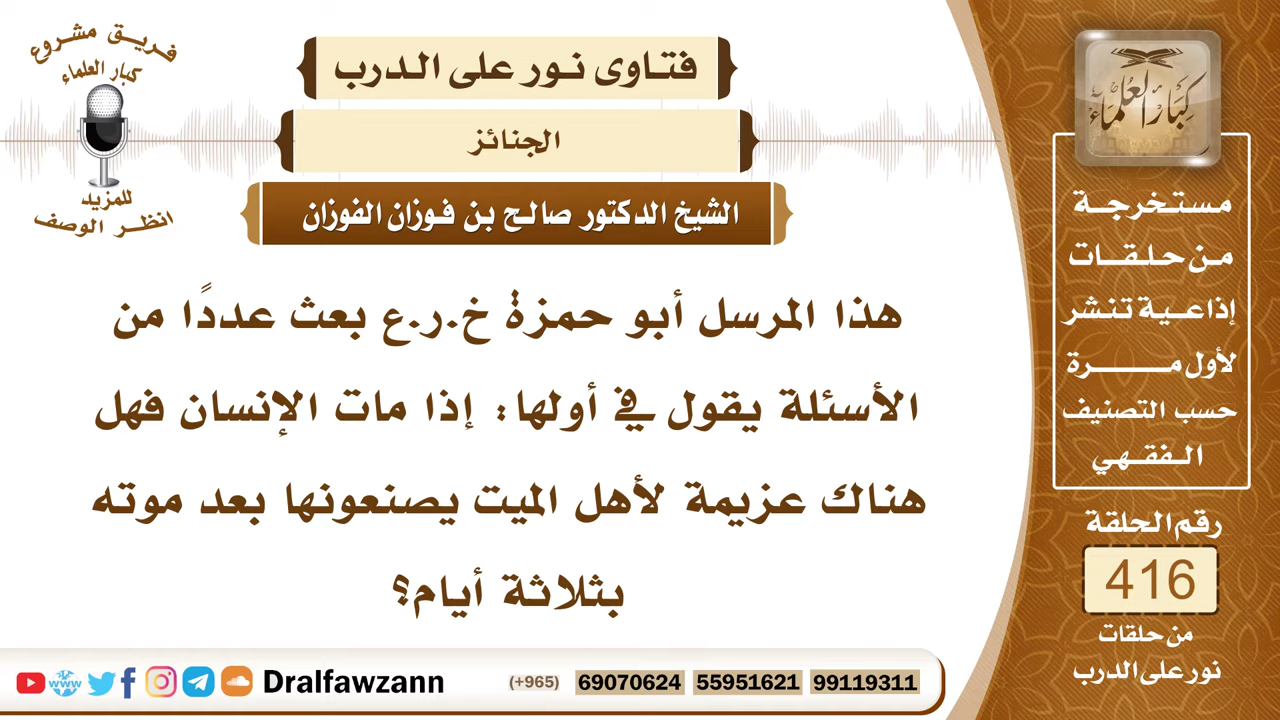 فريق مشروع
كبار العلماء
للمزيد
انظر الوصف
فتاوى نور على الدرب
الجنائز
الشيخ الدكتور صالح بن فوزان الفوزان
هذا المرسل أبو حمزة خ.ر.ع بعث عددًا من
الأسئلة يقول في أولها: إذا مات الإنسان فهل
هناك عزيمة لأهل الميت يصنعونها بعد موته
بثلاثة أيام؟
كبار العلماء
مستخرجة
من حلقات
إذاعية تنشر
لأول مرة
حسب التصنيف
الفقهي
رقم الحلقة
416
من حلقات
نور على الدرب
www
Dralfawzann
(+965) 69070624 55951621 99119311